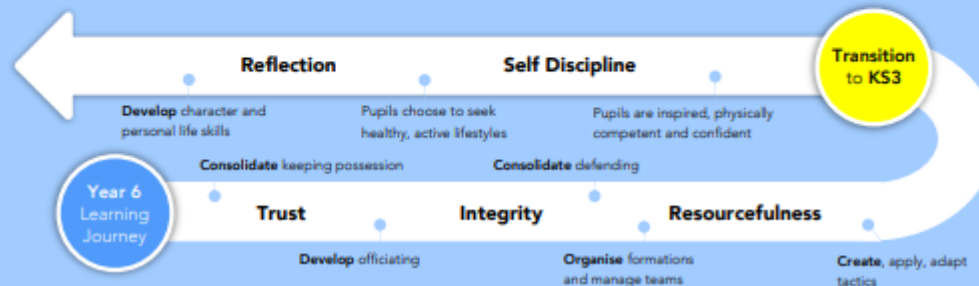 Reflection
Self Discipline
Transition
to KS3
Develop character and
personal life skills
Pupils choose to seek
healthy, active lifestyles
Pupils are inspired, physically
competent and confident
Consolidate keeping possession
Consolidate defending
Year 6
Learning
Journey
Trust
Integrity
Resourcefulness
Develop officiating
Organise formations
and manage teams
Create, apply, adapt
tactics